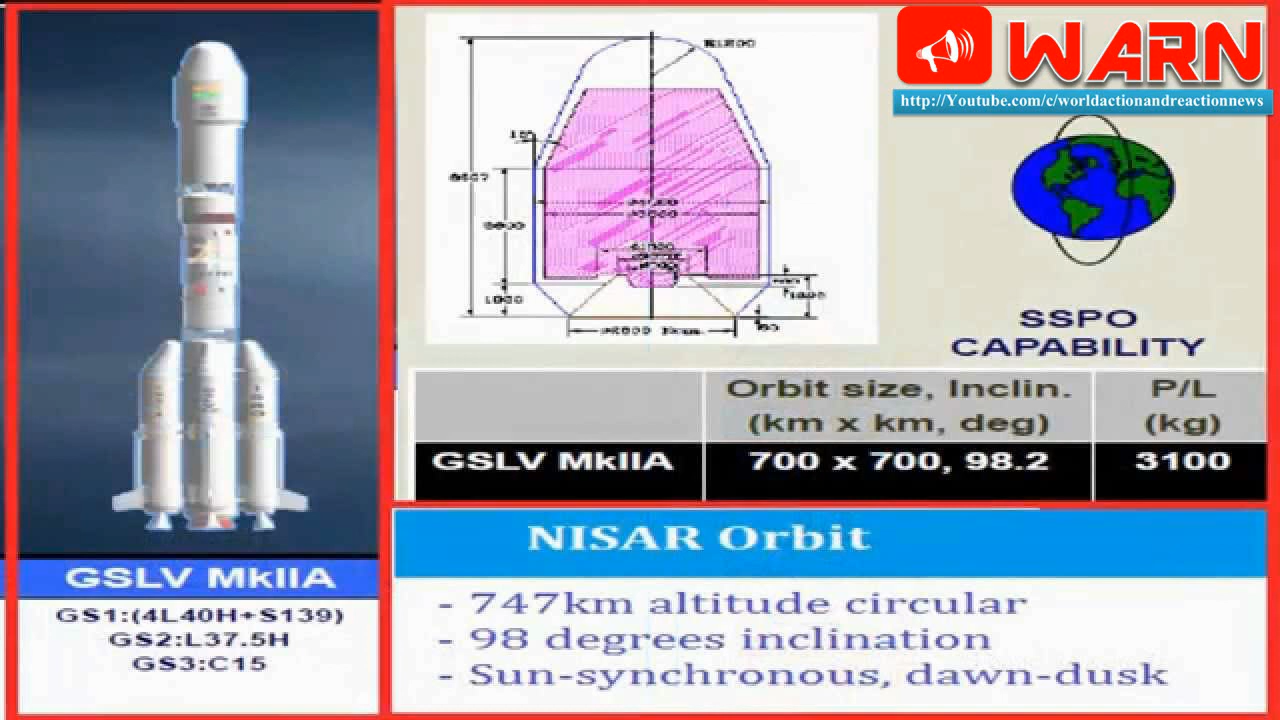 WARN
http://Youtube.com/c/worldactionandreactionnews
SSPO
CAPABILITY
Orbit size, Inclin.
(km x km, deg)
P/L
(kg)
GSLV MkIIA
700 x 700, 98.2
3100
GSLV MkIIA
GS1:(4L40H+S139)
GS2:L37.5H
GS3:C15
NISAR Orbit
- 747km altitude circular
- 98 degrees inclination
- Sun-synchronous, dawn-dusk